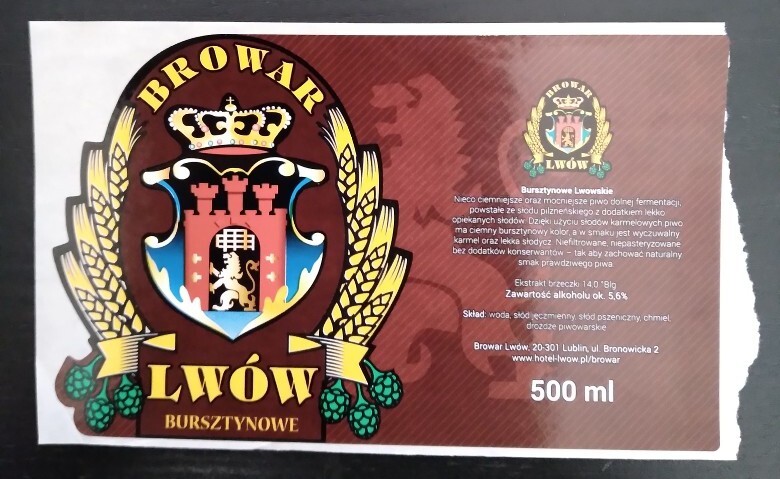 BROWAR
LWÓW
BURSZTYNOWE
BROWAR
LWÓW
Bursztynowe Lwowskie
Nieco ciemniejsze oraz mocniejsze piwo dolnej fermentacji,
powstałe ze słodu pilzneńskiego z dodatkiem lekko
opiekanych słodów. Dzięki użyciu słodów karmelowych piwo
ma ciemny bursztynowy kolor, a w smaku jest wyczuwalny
karmel oraz lekka słodycz. Niefiltrowane, niepasteryzowane
bez dodatków konserwantów – tak aby zachować naturalny
smak prawdziwego piwa.
Ekstrakt brzeczki 14.0 °Blg
Zawartość alkoholu ok. 5,6%
Skład: woda, słód jęczmienny, słód pszeniczny, chmiel,
drożdże piwowarskie
Browar Lwów, 20-301 Lublin, ul. Bronowicka 2
www.hotel-lwow.pl/browar
500 ml